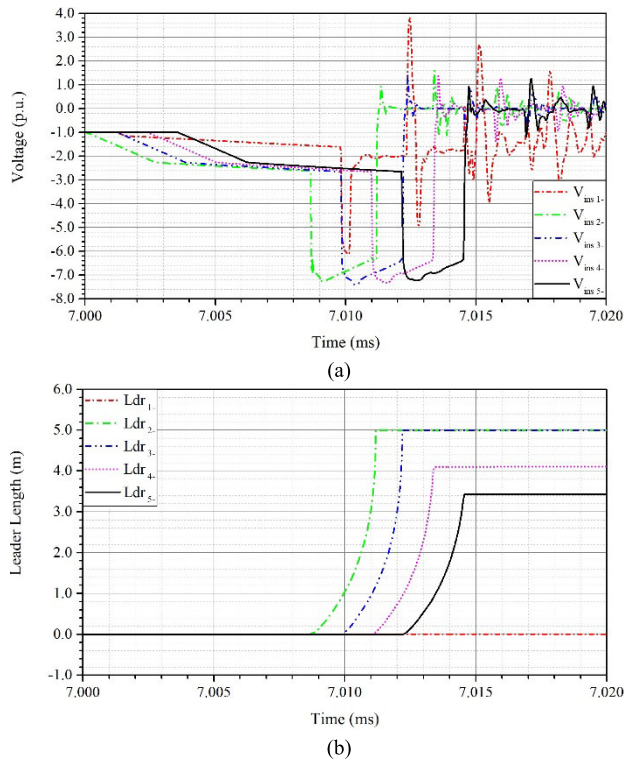 4.0
3.0
2.0
1.0
0.0
-1.0
-2.0
-3.0
-4.0
-5.0
-6.0
-7.0
-8.0
Voltage (p.u.)
V ins 1-
V ins 2-
V ins 3-
V ins 4-
V ins 5-
7.000 7.005 7.010 7.015 7.020
Time (ms)
(a)
6.0
5.0
4.0
3.0
2.0
1.0
0.0
-1.0
Leader Length (m)
Ldr 1-
Ldr 2-
Ldr 3-
Ldr 4-
Ldr 5-
7.000 7.005 7.010 7.015 7.020
Time (ms)
(b)